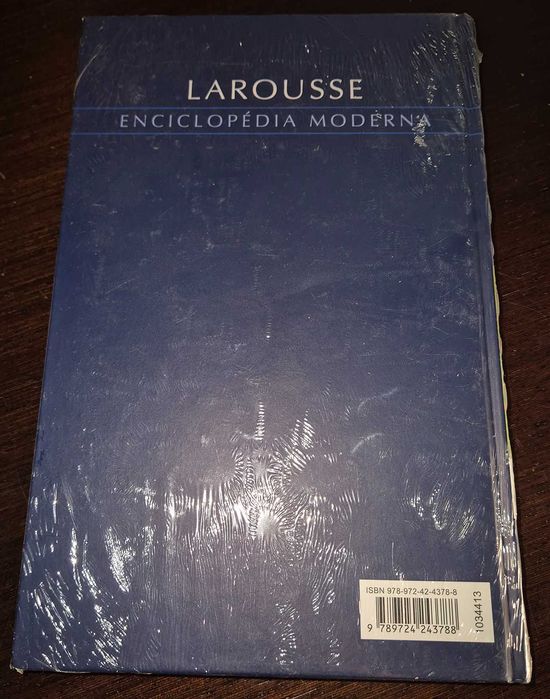 LAROUSSE
ENCICLOPÉDIA MODERNA
ISBN 978-972-42-4378-8
9 789724 243788
1034413